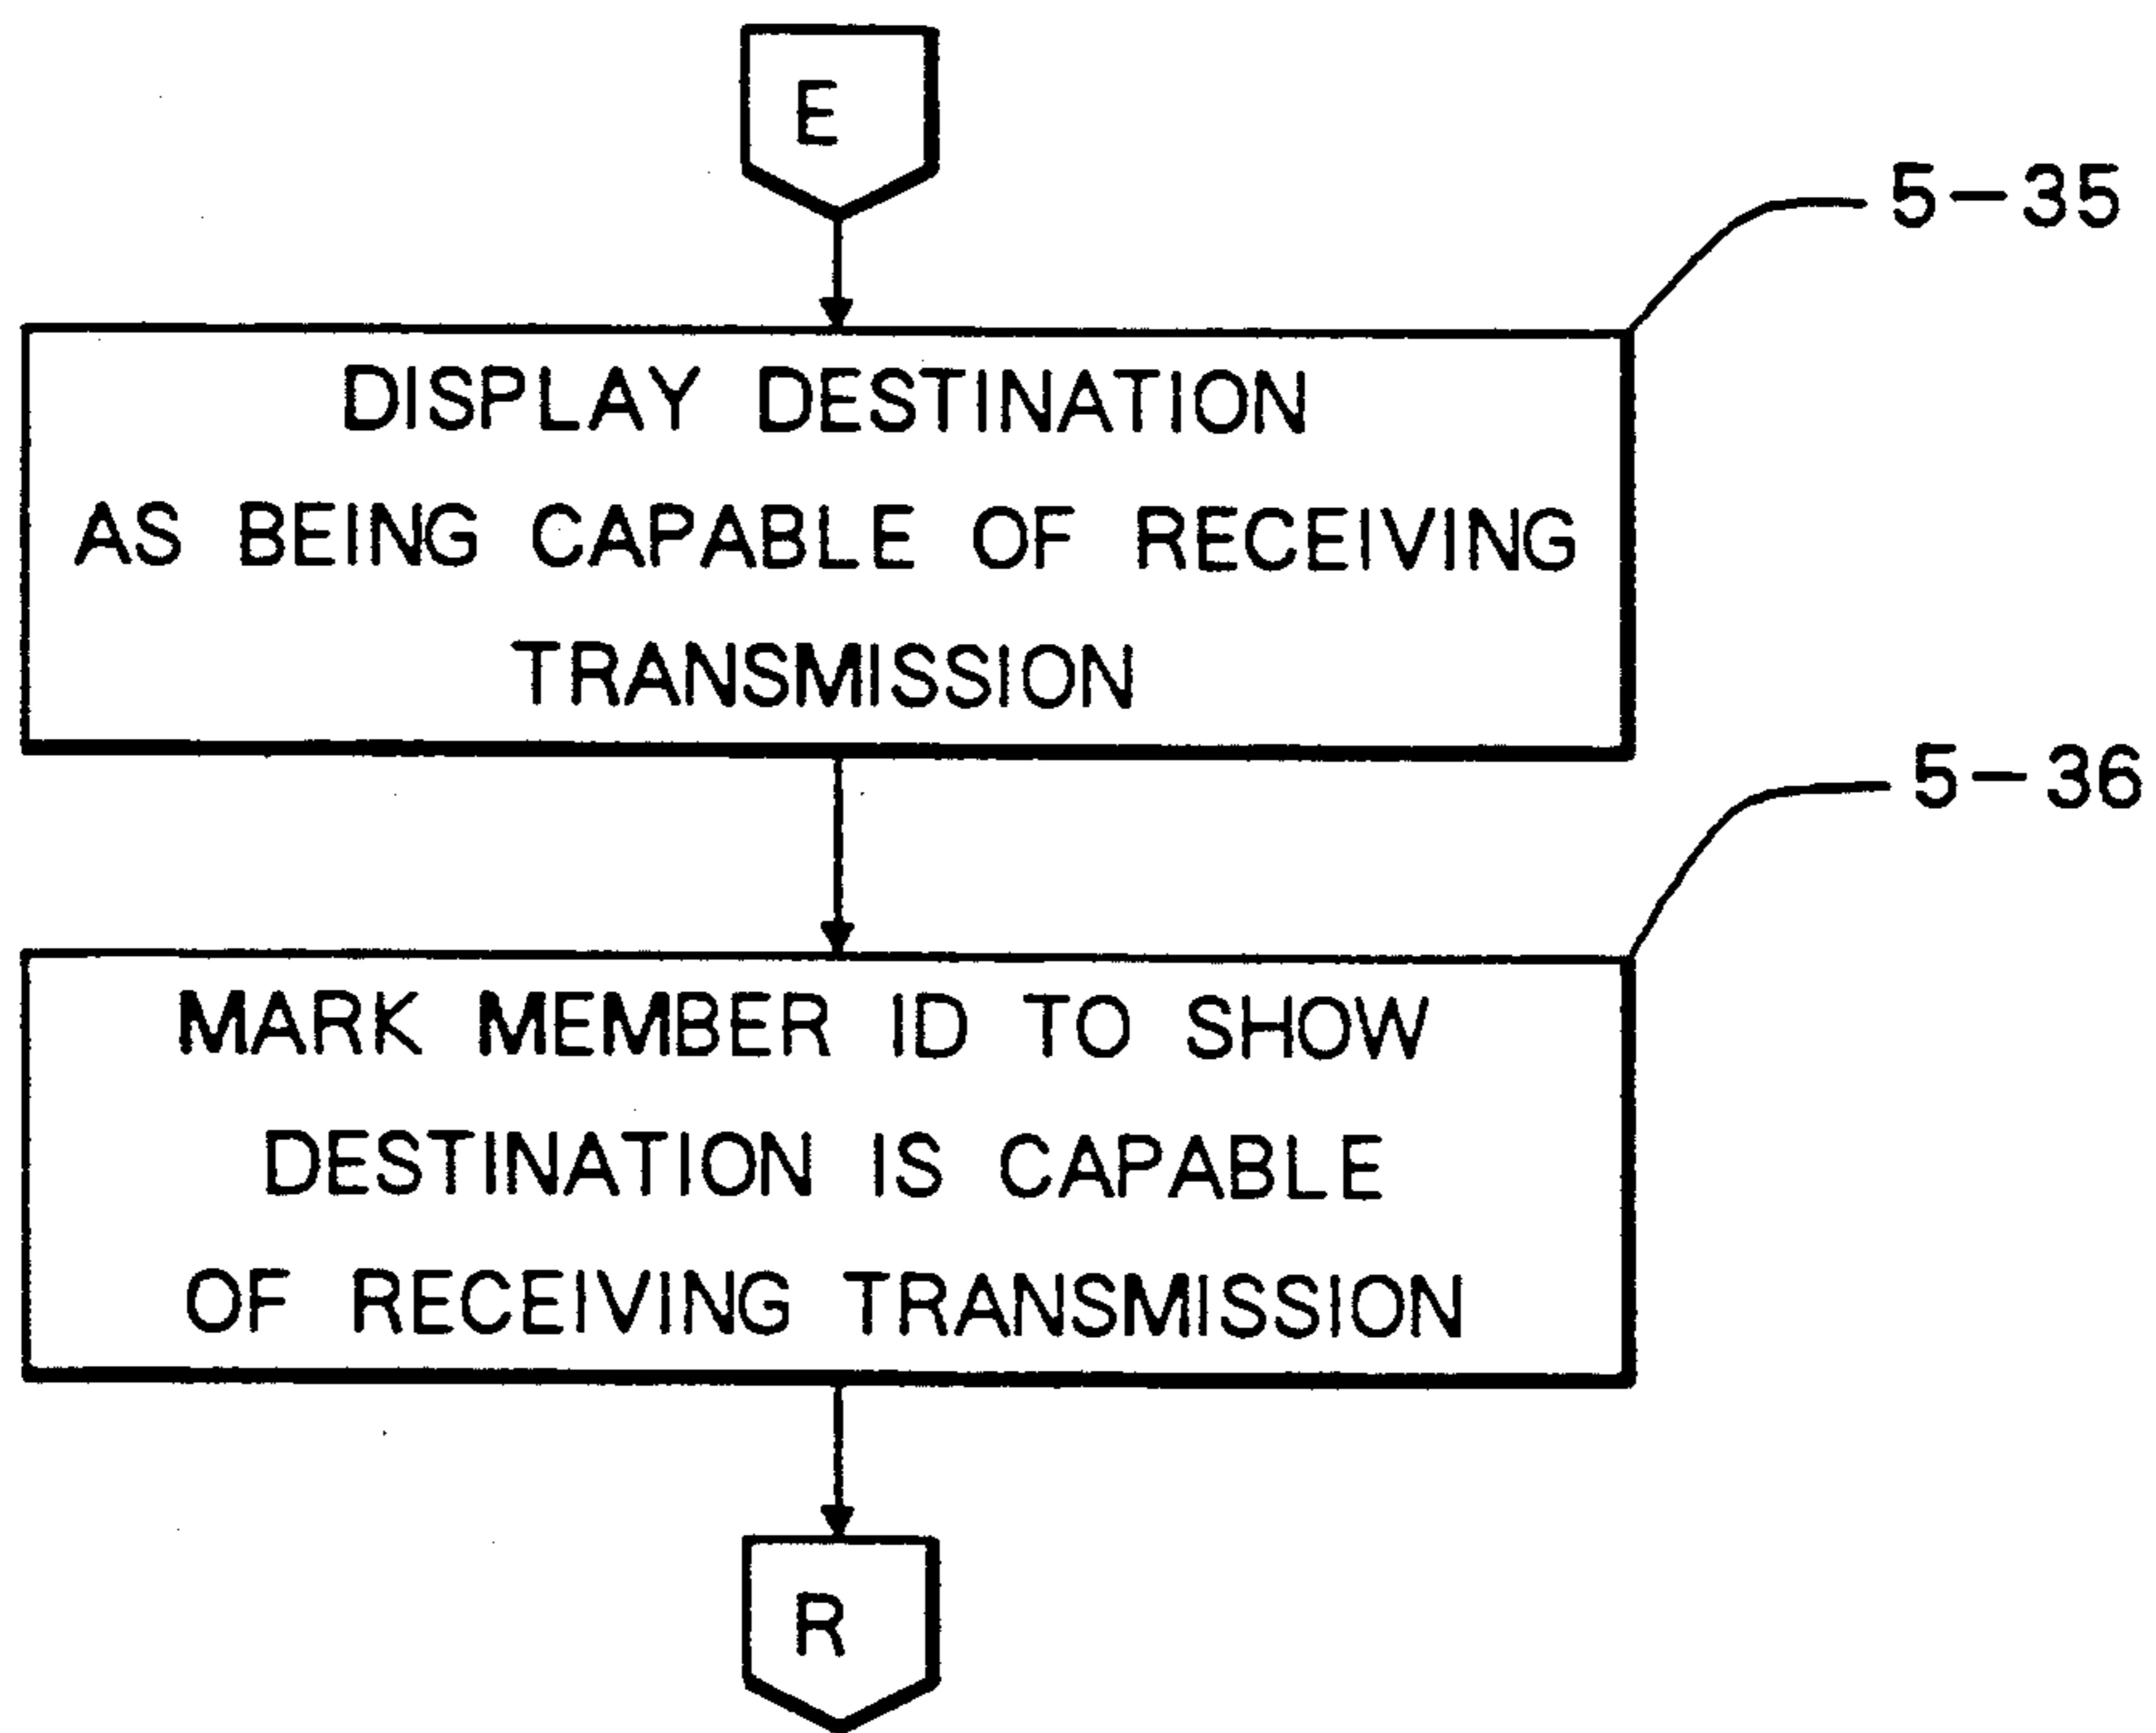 E
5-35
DISPLAY DESTINATION
AS BEING CAPABLE OF RECEIVING
TRANSMISSION
5-36
MARK MEMBER ID TO SHOW
DESTINATION IS CAPABLE
OF RECEIVING TRANSMISSION
R